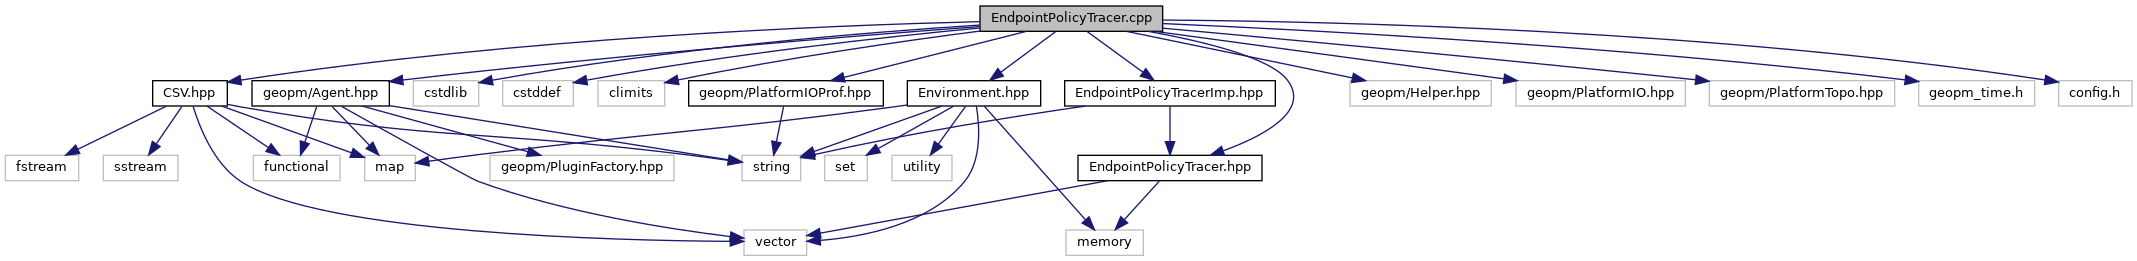 EndpointPolicyTracer.cpp
CSV.hpp
geopm/Agent.hpp
cstdlib
cstddef
climits
geopm/PlatformIOProf.hpp
Environment.hpp
EndpointPolicyTracerImp.hpp
geopm/Helper.hpp
geopm/PlatformIO.hpp
geopm/PlatformTopo.hpp
geopm_time.h
config.h
fstream
sstream
functional
map
geopm/PluginFactory.hpp
string
set
utility
EndpointPolicyTracer.hpp
vector
memory